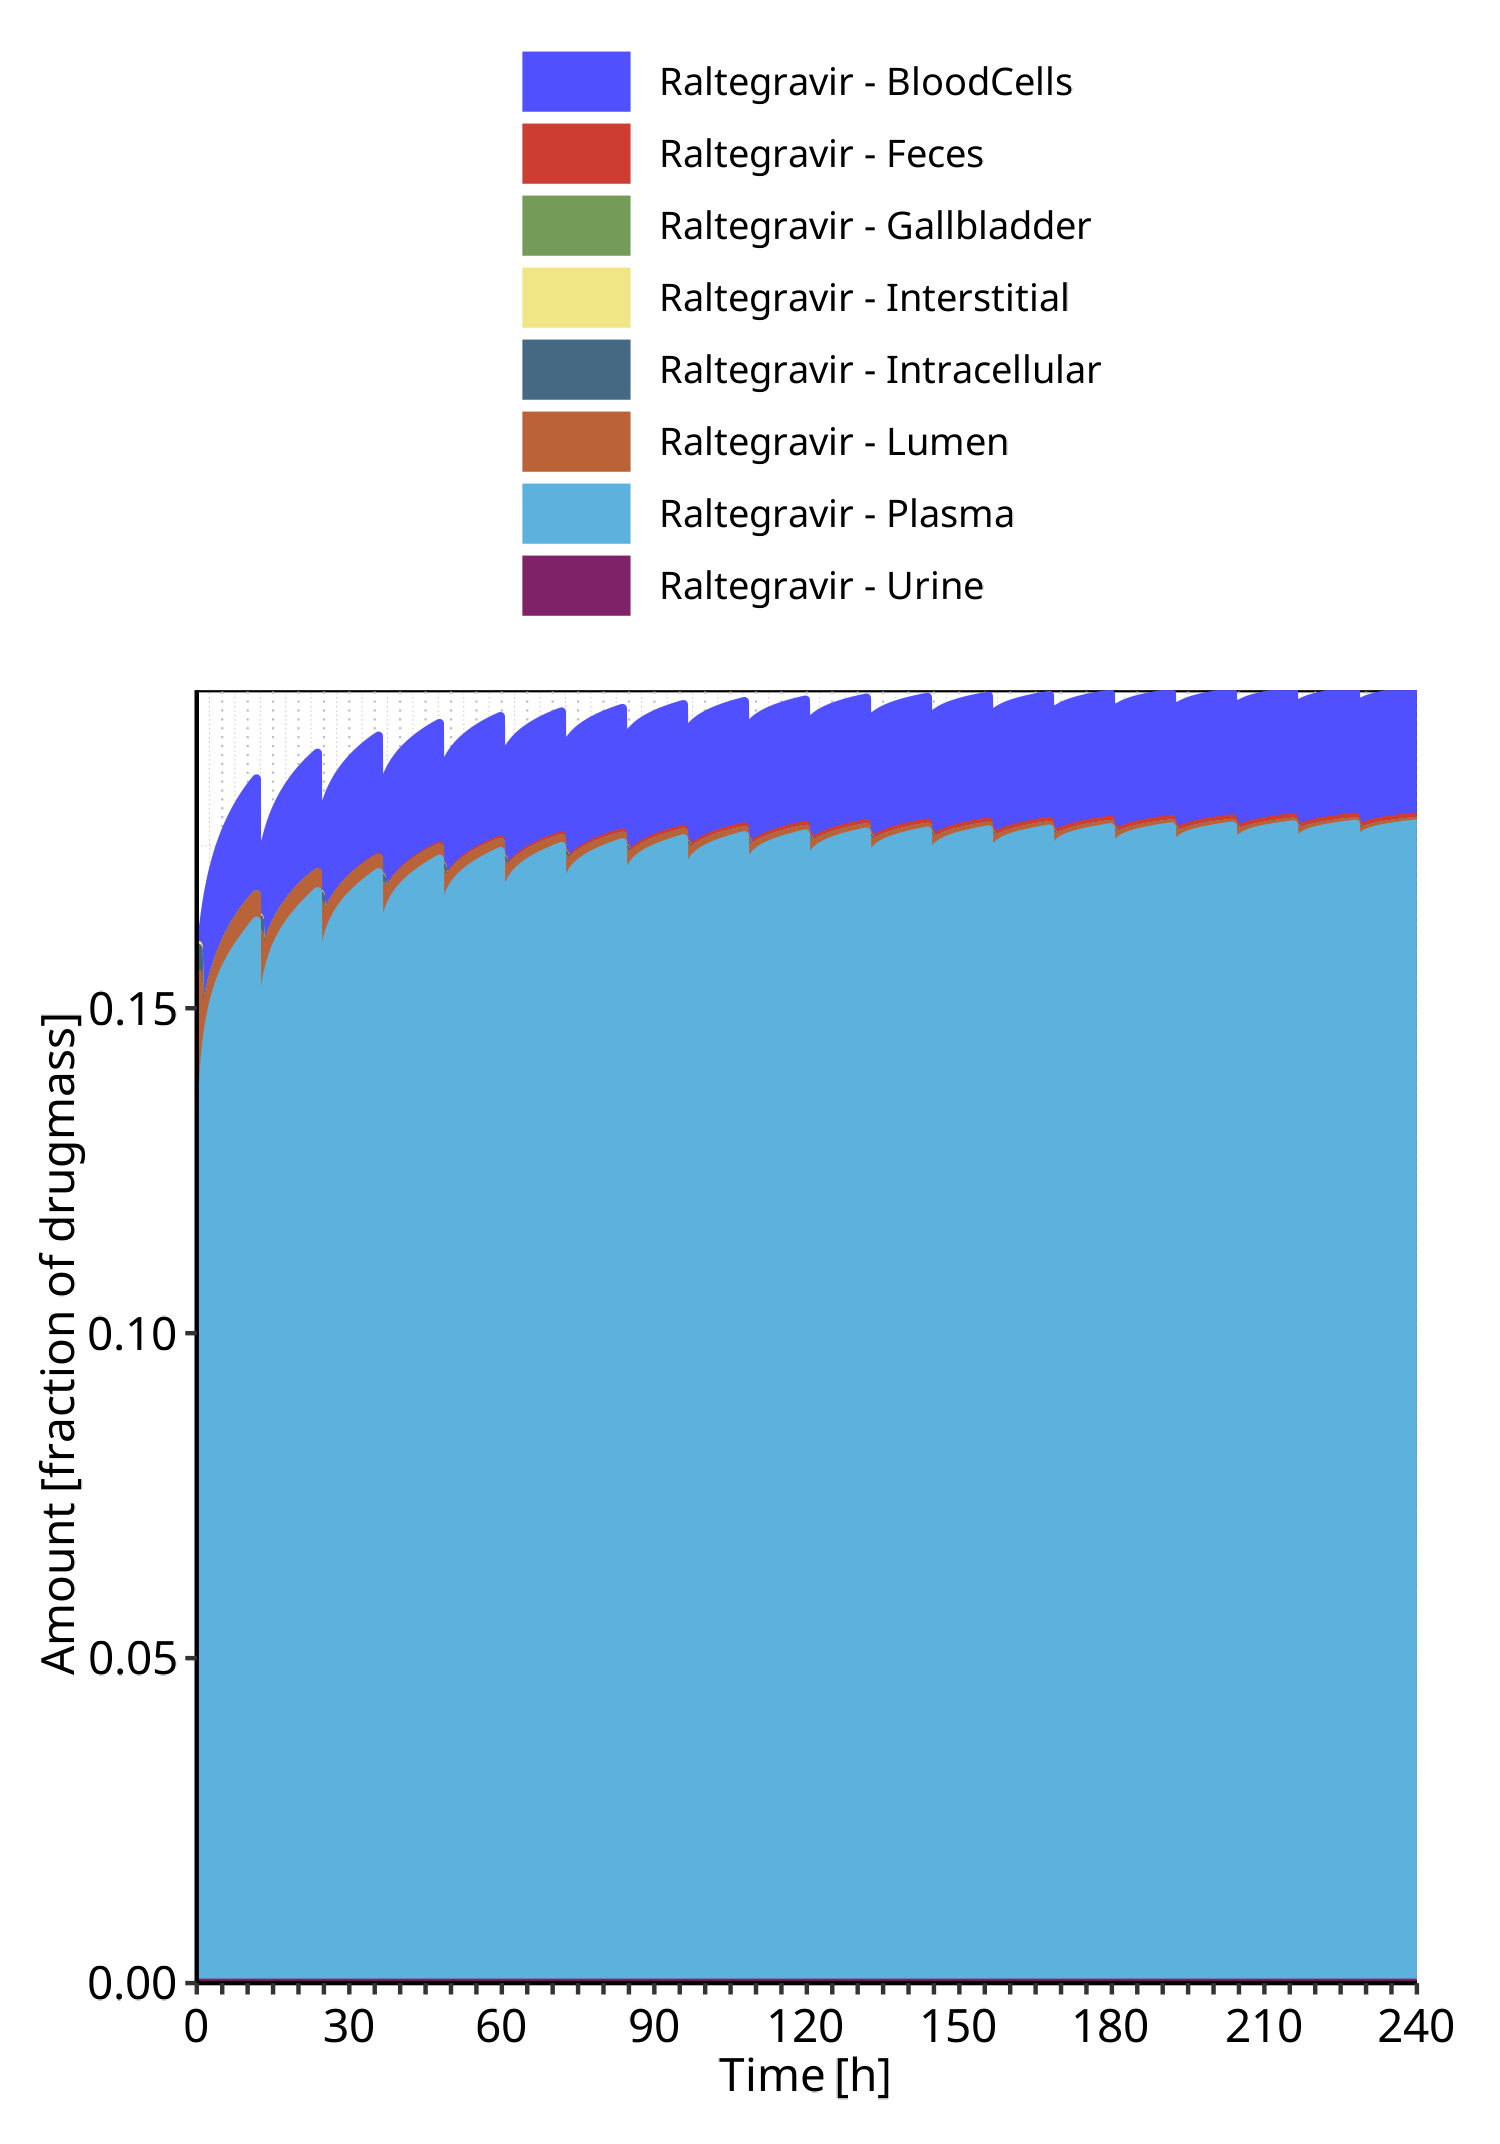 Raltegravir - BloodCells
Raltegravir - Feces
Raltegravir - Gallbladder
Raltegravir - Interstitial
Raltegravir - Intracellular
Raltegravir - Lumen
Raltegravir - Plasma
Raltegravir - Urine
Amount [fraction of drugmass]
0.15
0.10
0.05
0.00
0 30 60 90 120 150 180 210 240
Time [h]